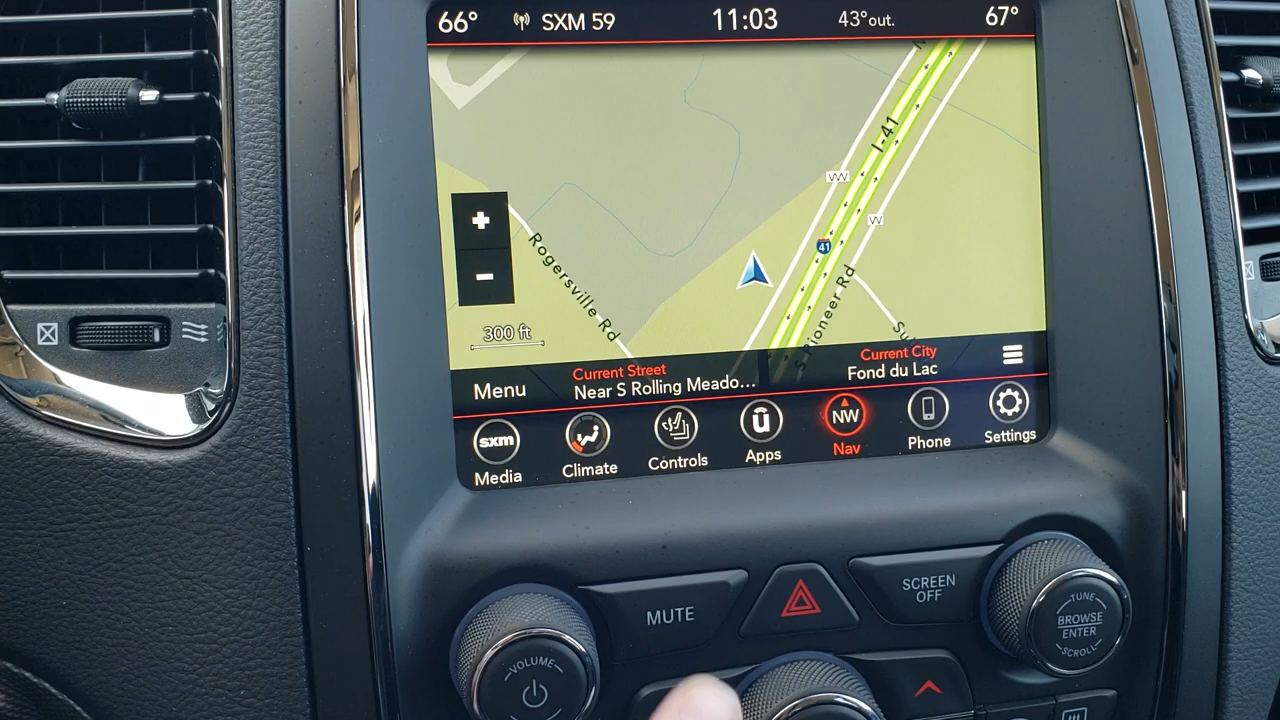 66° SXM 59 11:03 43°out. 67°
I-41
VVV
W
41
Rogersville Rd
S Pioneer Rd
300 ft
Menu
Current Street
Near S Rolling Meado...
Current City
Fond du Lac
sxm
NW
Media
Climate
Controls
Apps
Nav
Phone
Settings
MUTE
SCREEN
OFF
VOLUME
TUNE
BROWSE
ENTER
SCROLL